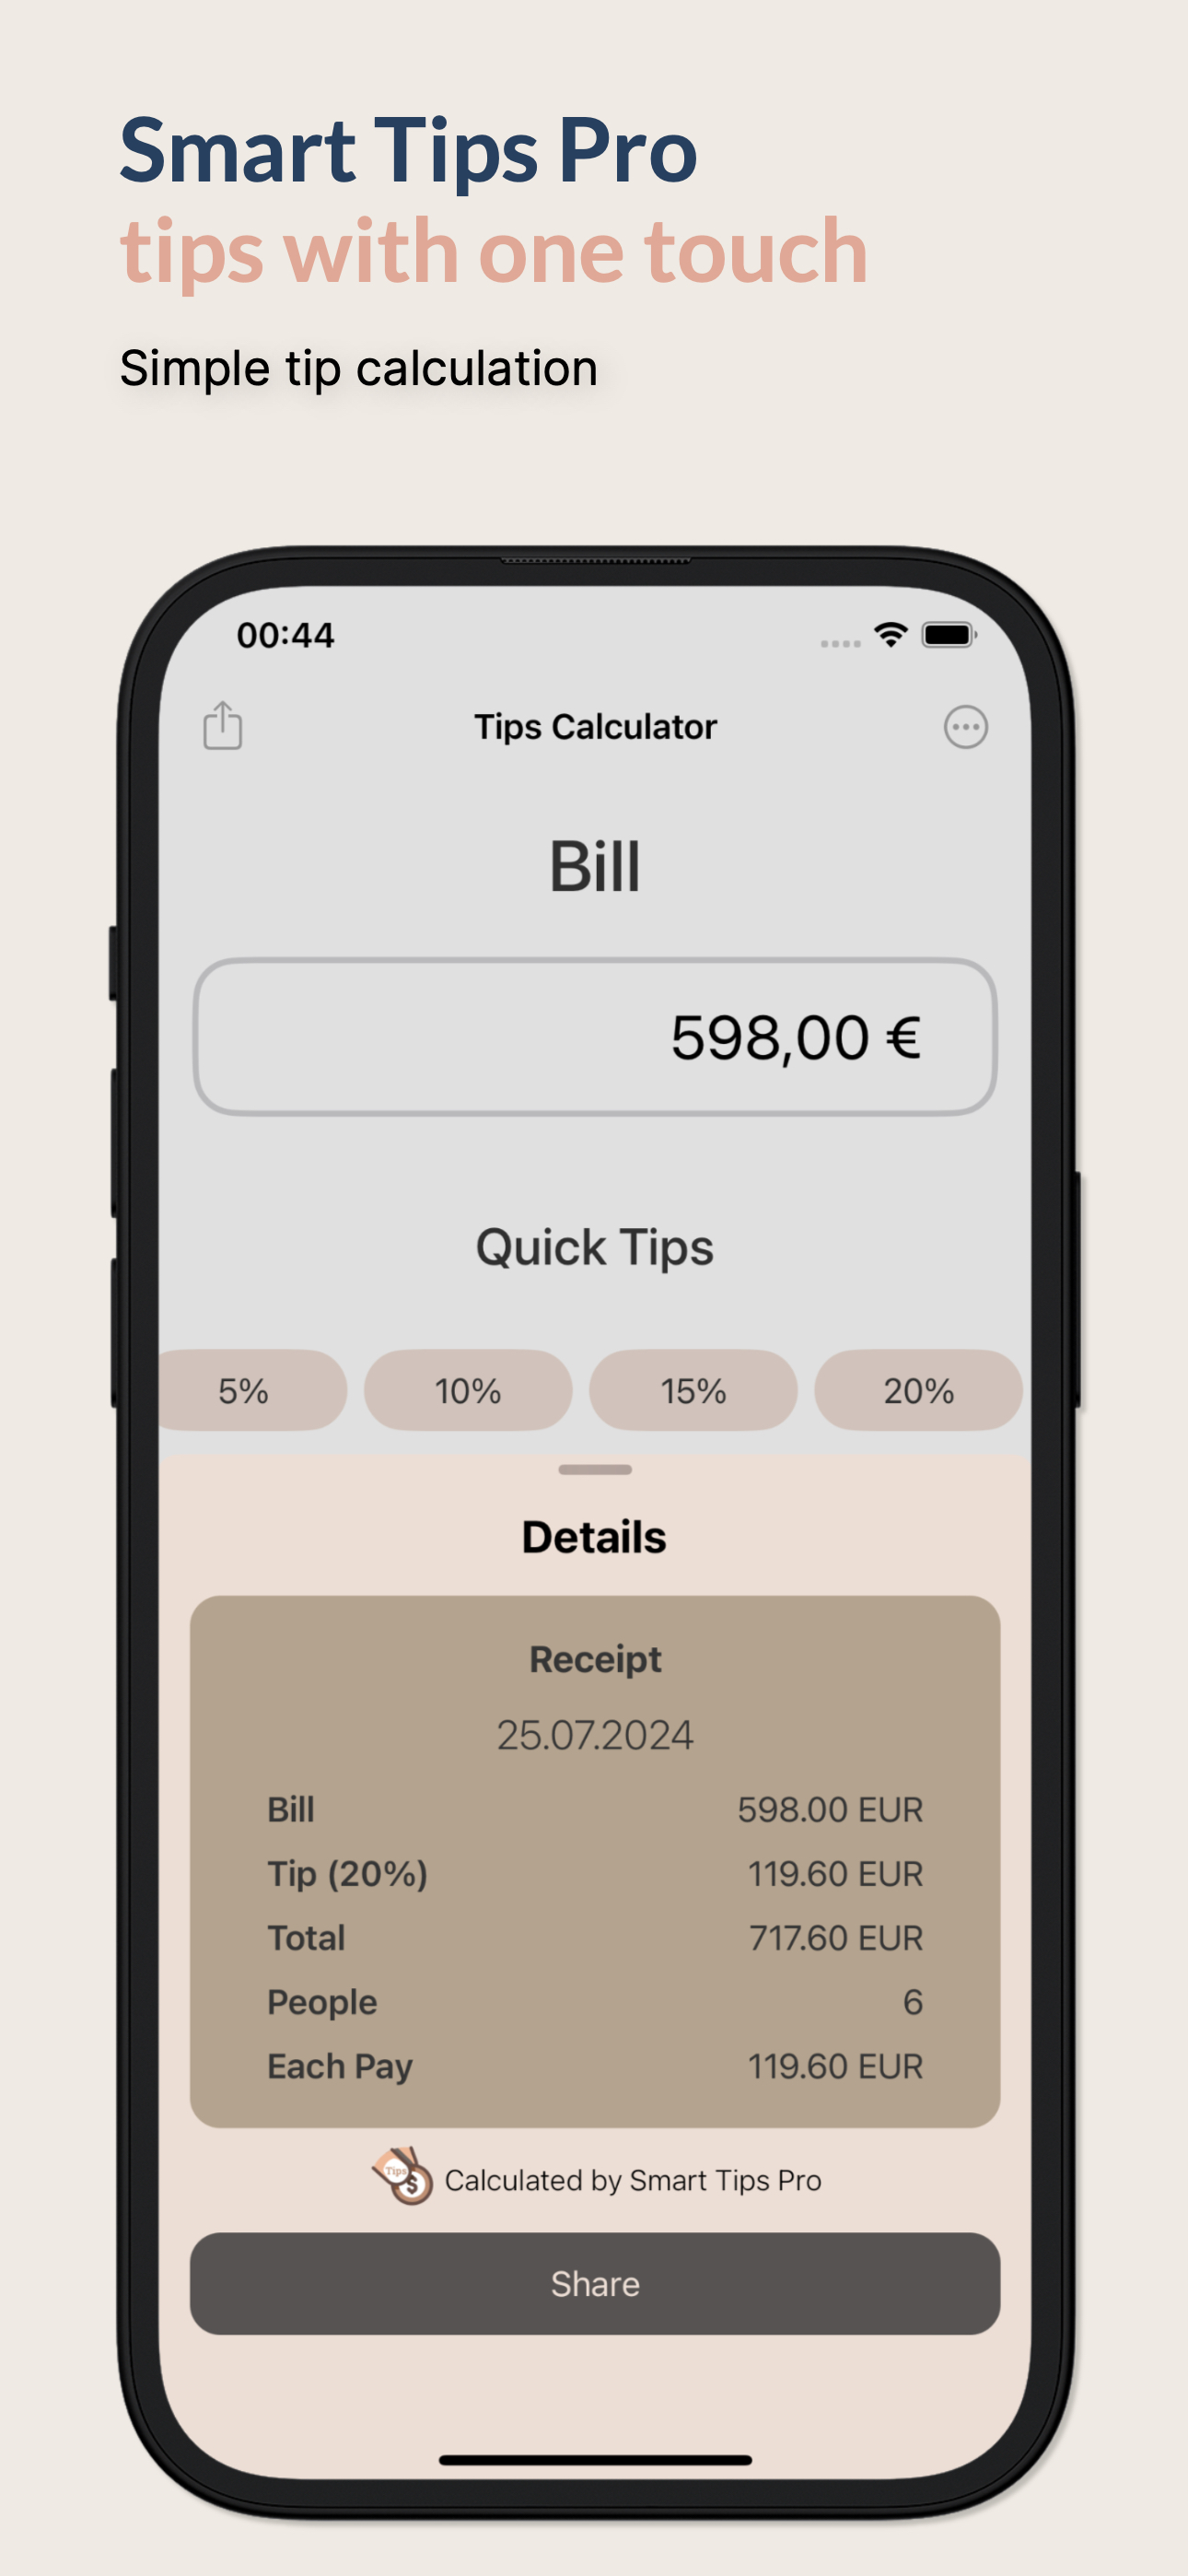 Smart Tips Pro
tips with one touch
Simple tip calculation
00:44
Tips Calculator
Bill
598,00 €
Quick Tips
5% 10% 15% 20%
Details
Receipt
25.07.2024
Bill 598.00 EUR
Tip (20%) 119.60 EUR
Total 717.60 EUR
People 6
Each Pay 119.60 EUR
Tips $ Calculated by Smart Tips Pro
Share